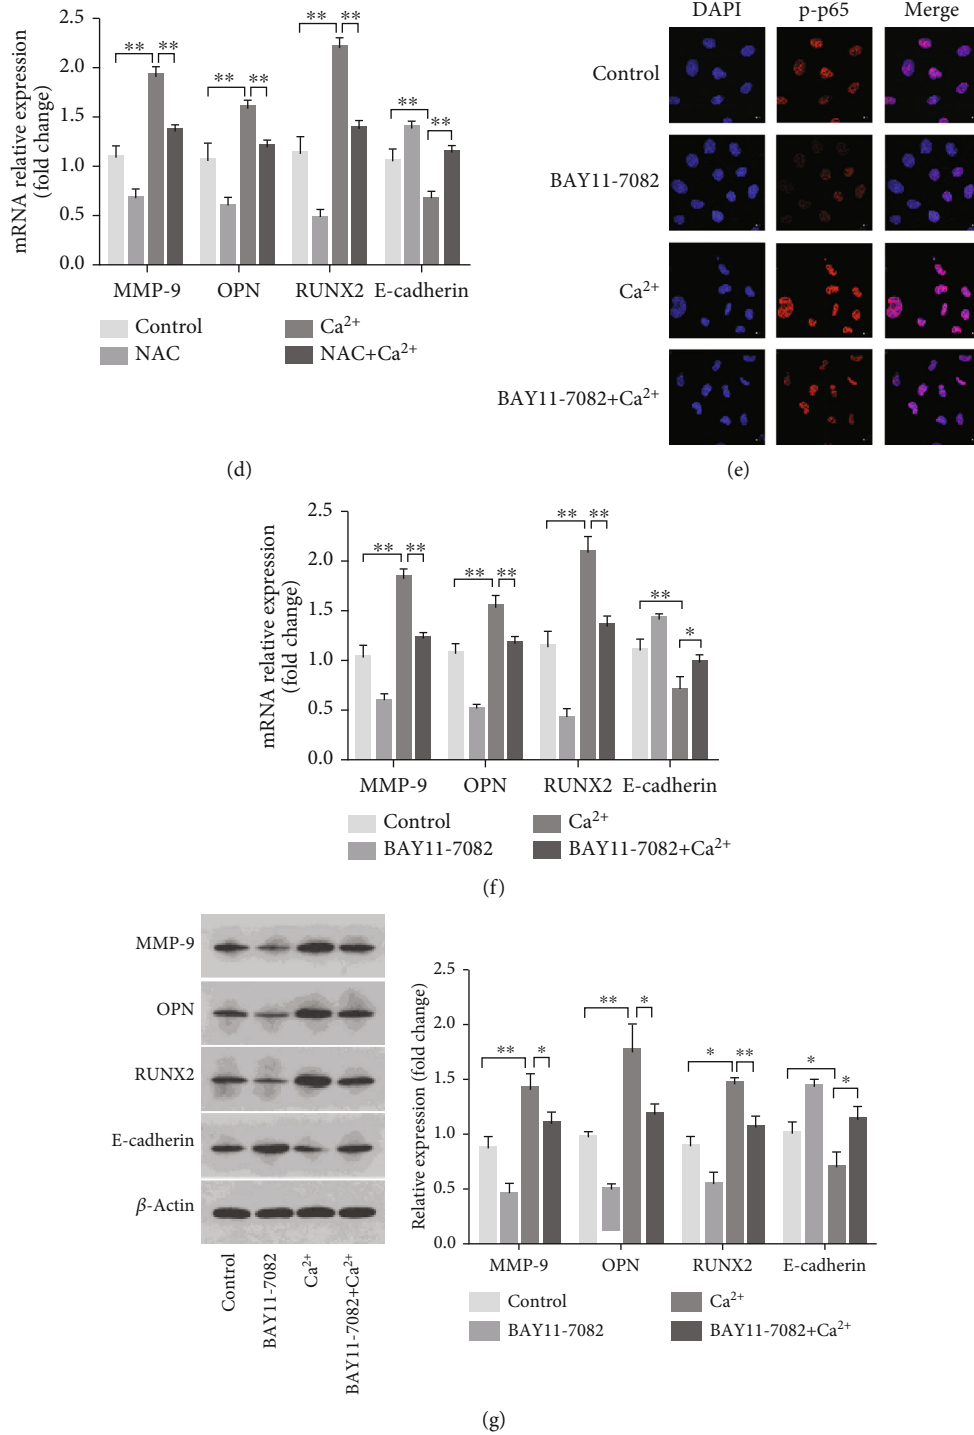 mRNA relative expression
(fold change)
2.5
2.0
1.5
1.0
0.5
0.0
** ** ** ** ** ** ** **
MMP-9 OPN RUNX2 E-cadherin
Control Ca²⁺
NAC NAC+Ca²⁺
(d)
DAPI p-p65 Merge
Control
BAY11-7082
Ca²⁺
BAY11-7082+Ca²⁺
(e)
mRNA relative expression
(fold change)
2.5
2.0
1.5
1.0
0.5
0.0
** ** ** ** ** ** ** *
MMP-9 OPN RUNX2 E-cadherin
Control Ca²⁺
BAY11-7082 BAY11-7082+Ca²⁺
(f)
MMP-9
OPN
RUNX2
E-cadherin
β-Actin
Control
BAY11-7082
Ca²⁺
BAY11-7082+Ca²⁺
Relative expression (fold change)
2.5
2.0
1.5
1.0
0.5
0.0
** * ** * * ** * *
MMP-9 OPN RUNX2 E-cadherin
Control Ca²⁺
BAY11-7082 BAY11-7082+Ca²⁺
(g)